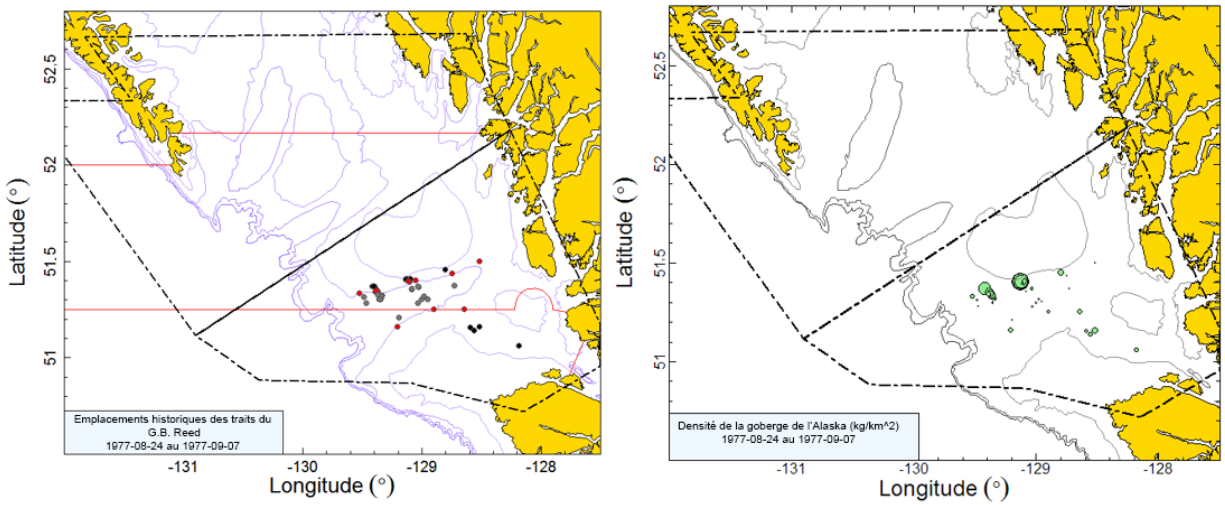 Latitude (°)
52,5
52
51,5
51
Emplacements historiques des traits du
G.B. Reed
1977-08-24 au 1977-09-07
-131
-130
-129
-128
Longitude (°)
Latitude (°)
52,5
52
51,5
51
Densité de la goberge de l'Alaska (kg/km^2)
1977-08-24 au 1977-09-07
-131
-130
-129
-128
Longitude (°)